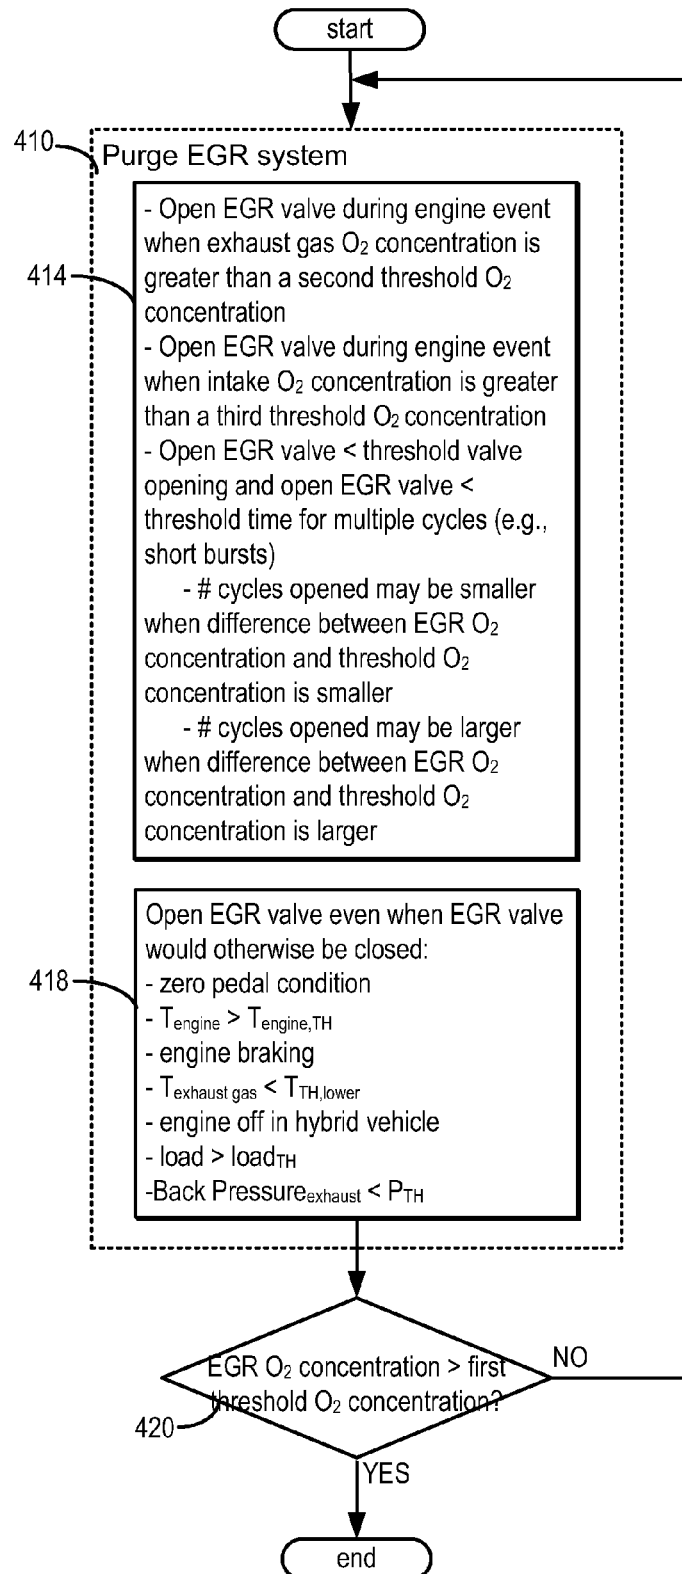 start
410
Purge EGR system
- Open EGR valve during engine event
when exhaust gas O₂ concentration is
greater than a second threshold O₂
concentration
414
- Open EGR valve during engine event
when intake O₂ concentration is greater
than a third threshold O₂ concentration
- Open EGR valve < threshold valve
opening and open EGR valve <
threshold time for multiple cycles (e.g.,
short bursts)
- # cycles opened may be smaller
when difference between EGR O₂
concentration and threshold O₂
concentration is smaller
- # cycles opened may be larger
when difference between EGR O₂
concentration and threshold O₂
concentration is larger
Open EGR valve even when EGR valve
would otherwise be closed:
418
- zero pedal condition
- Tengine > Tengine,TH
- engine braking
- Texhaust gas < TTH,lower
- engine off in hybrid vehicle
- load > loadTH
-Back Pressureexhaust < PTH
EGR O₂ concentration > first
threshold O₂ concentration?
NO
420
YES
end